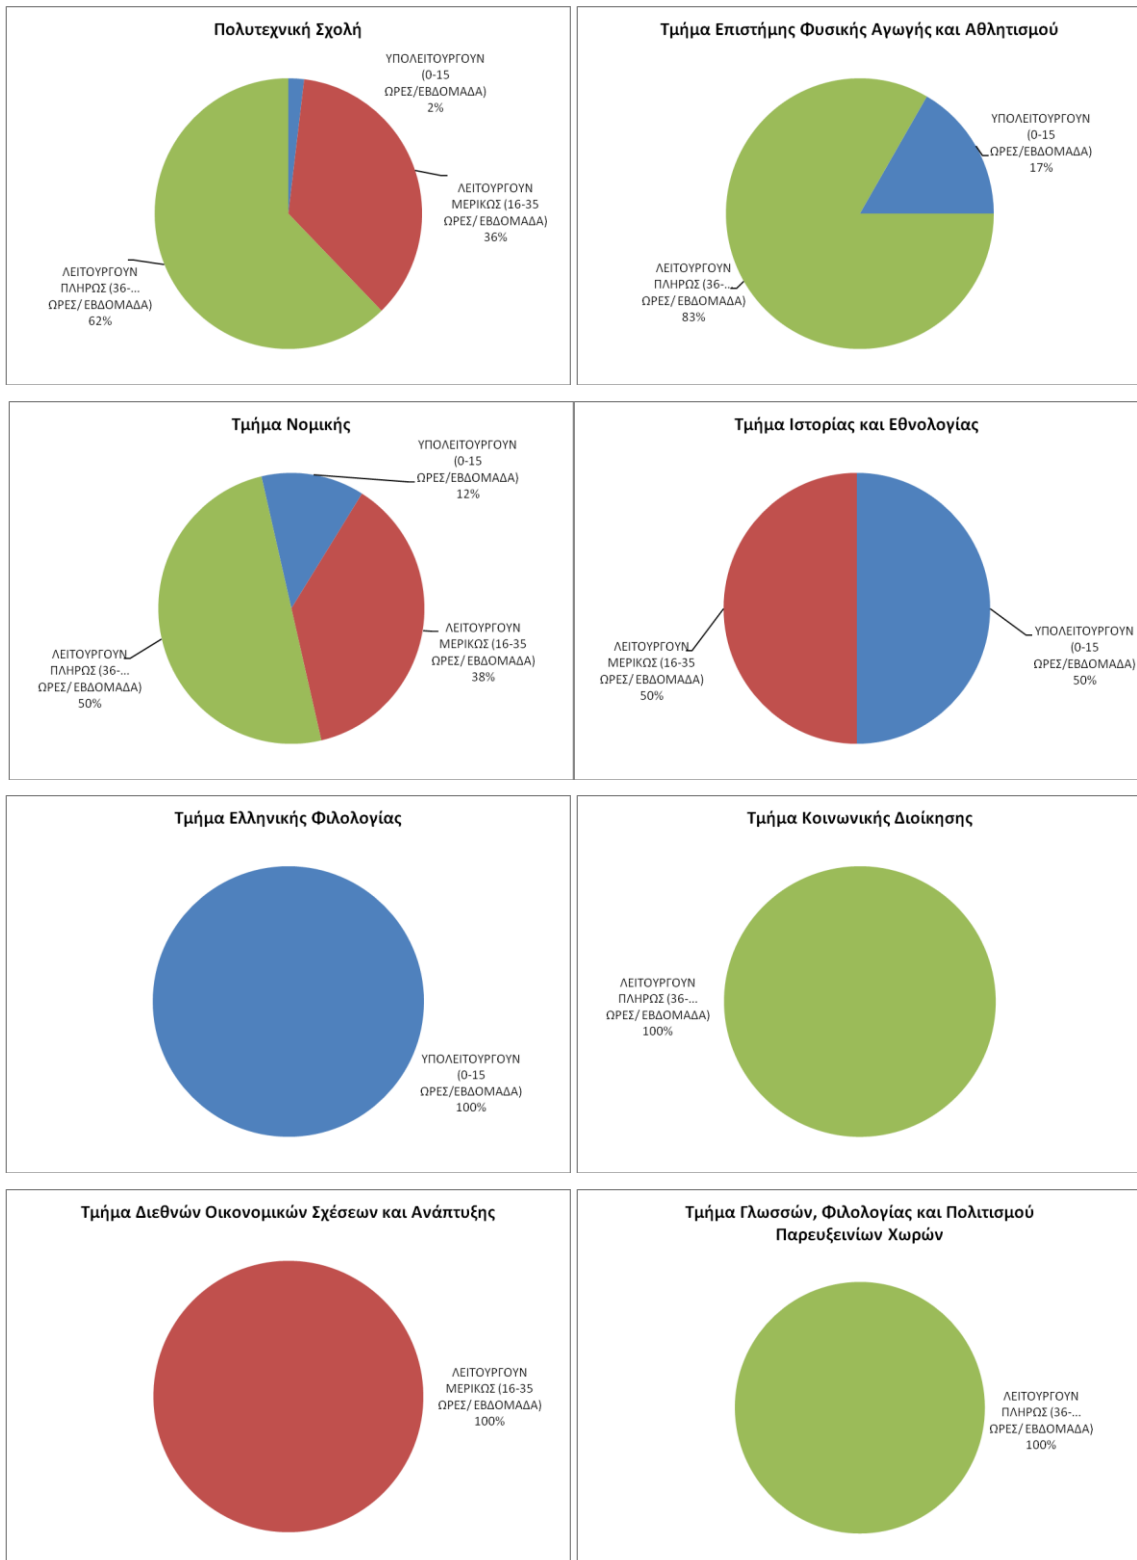 Πολυτεχνική Σχολή
ΥΠΟΛΕΙΤΟΥΡΓΟΥΝ
(0-15
ΩΡΕΣ/ΕΒΔΟΜΑΔΑ)
2%
ΛΕΙΤΟΥΡΓΟΥΝ
ΜΕΡΙΚΩΣ (16-35
ΩΡΕΣ/ ΕΒΔΟΜΑΔΑ)
36%
ΛΕΙΤΟΥΡΓΟΥΝ
ΠΛΗΡΩΣ (36-...
ΩΡΕΣ/ ΕΒΔΟΜΑΔΑ)
62%
Τμήμα Επιστήμης Φυσικής Αγωγής και Αθλητισμού
ΥΠΟΛΕΙΤΟΥΡΓΟΥΝ
(0-15
ΩΡΕΣ/ΕΒΔΟΜΑΔΑ)
17%
ΛΕΙΤΟΥΡΓΟΥΝ
ΠΛΗΡΩΣ (36-...
ΩΡΕΣ/ ΕΒΔΟΜΑΔΑ)
83%
Τμήμα Νομικής
ΥΠΟΛΕΙΤΟΥΡΓΟΥΝ
(0-15
ΩΡΕΣ/ΕΒΔΟΜΑΔΑ)
12%
ΛΕΙΤΟΥΡΓΟΥΝ
ΜΕΡΙΚΩΣ (16-35
ΩΡΕΣ/ ΕΒΔΟΜΑΔΑ)
38%
ΛΕΙΤΟΥΡΓΟΥΝ
ΠΛΗΡΩΣ (36-...
ΩΡΕΣ/ ΕΒΔΟΜΑΔΑ)
50%
Τμήμα Ιστορίας και Εθνολογίας
ΥΠΟΛΕΙΤΟΥΡΓΟΥΝ
(0-15
ΩΡΕΣ/ΕΒΔΟΜΑΔΑ)
50%
ΛΕΙΤΟΥΡΓΟΥΝ
ΜΕΡΙΚΩΣ (16-35
ΩΡΕΣ/ ΕΒΔΟΜΑΔΑ)
50%
Τμήμα Ελληνικής Φιλολογίας
ΥΠΟΛΕΙΤΟΥΡΓΟΥΝ
(0-15
ΩΡΕΣ/ΕΒΔΟΜΑΔΑ)
100%
Τμήμα Κοινωνικής Διοίκησης
ΛΕΙΤΟΥΡΓΟΥΝ
ΠΛΗΡΩΣ (36-...
ΩΡΕΣ/ ΕΒΔΟΜΑΔΑ)
100%
Τμήμα Διεθνών Οικονομικών Σχέσεων και Ανάπτυξης
ΛΕΙΤΟΥΡΓΟΥΝ
ΜΕΡΙΚΩΣ (16-35
ΩΡΕΣ/ ΕΒΔΟΜΑΔΑ)
100%
Τμήμα Γλωσσών, Φιλολογίας και Πολιτισμού
Παρευξεινίων Χωρών
ΛΕΙΤΟΥΡΓΟΥΝ
ΠΛΗΡΩΣ (36-...
ΩΡΕΣ/ ΕΒΔΟΜΑΔΑ)
100%